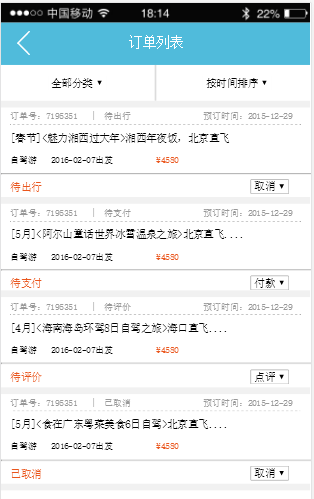 中国移动 18:14 22%
订单列表
全部分类▼ 按时间排序▼
订单号：7195351 | 待出行 预订时间：2015-12-29
[春节]<魅力湘西过大年>湘西年夜饭，北京直飞
自驾游 2016-02-07出发 ¥4580
待出行 取消▼
订单号：7195351 | 待支付 预订时间：2015-12-29
[5月]<阿尔山童话世界冰雪温泉之旅>北京直飞....
自驾游 2016-02-07出发 ¥4580
待支付 付款▼
订单号：7195351 | 待评价 预订时间：2015-12-29
[4月]<海南海岛环驾8日自驾之旅>海口直飞....
自驾游 2016-02-07出发 ¥4580
待评价 点评▼
订单号：7195351 | 已取消 预订时间：2015-12-29
[5月]<食在广东粤菜美食6日自驾>北京直飞....
自驾游 2016-02-07出发 ¥4580
已取消 取消▼